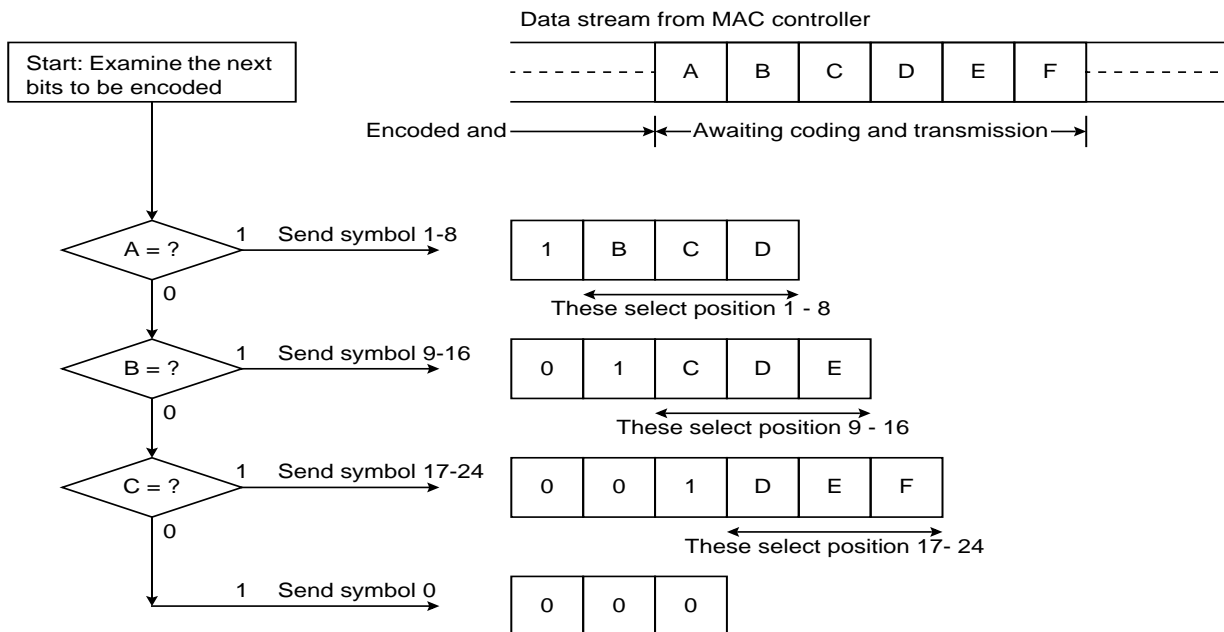 Data stream from MAC controller
Start: Examine the next
bits to be encoded
A B C D E F
Encoded and
Awaiting coding and transmission
A = ?
1 Send symbol 1-8
1 B C D
0
These select position 1 - 8
B = ?
1 Send symbol 9-16
0 1 C D E
0
These select position 9 - 16
C = ?
1 Send symbol 17-24
0 0 1 D E F
0
These select position 17- 24
1 Send symbol 0
0 0 0